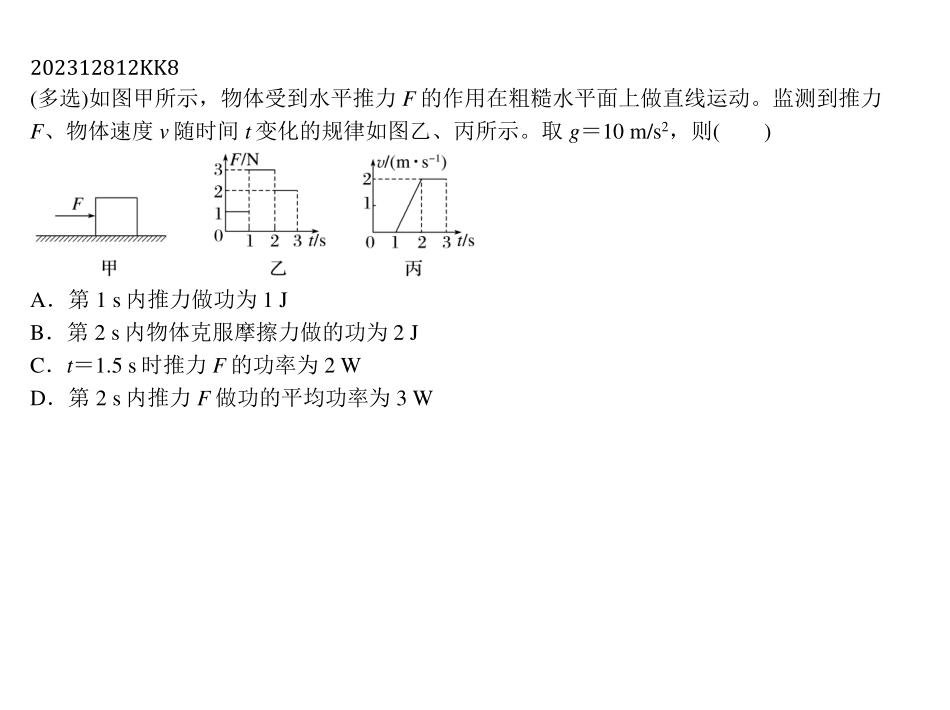 202312812KK8
(多选)如图甲所示，物体受到水平推力 F 的作用在粗糙水平面上做直线运动。监测到推力
F、物体速度 v 随时间 t 变化的规律如图乙、丙所示。取 g＝10 m/s²，则(　　)
F
甲
F/N
3
2
1
0 1 2 3 t/s
乙
v/(m·s⁻¹)
2
1
0 1 2 3 t/s
丙
A．第 1 s 内推力做功为 1 J
B．第 2 s 内物体克服摩擦力做的功为 2 J
C．t＝1.5 s 时推力 F 的功率为 2 W
D．第 2 s 内推力 F 做功的平均功率为 3 W